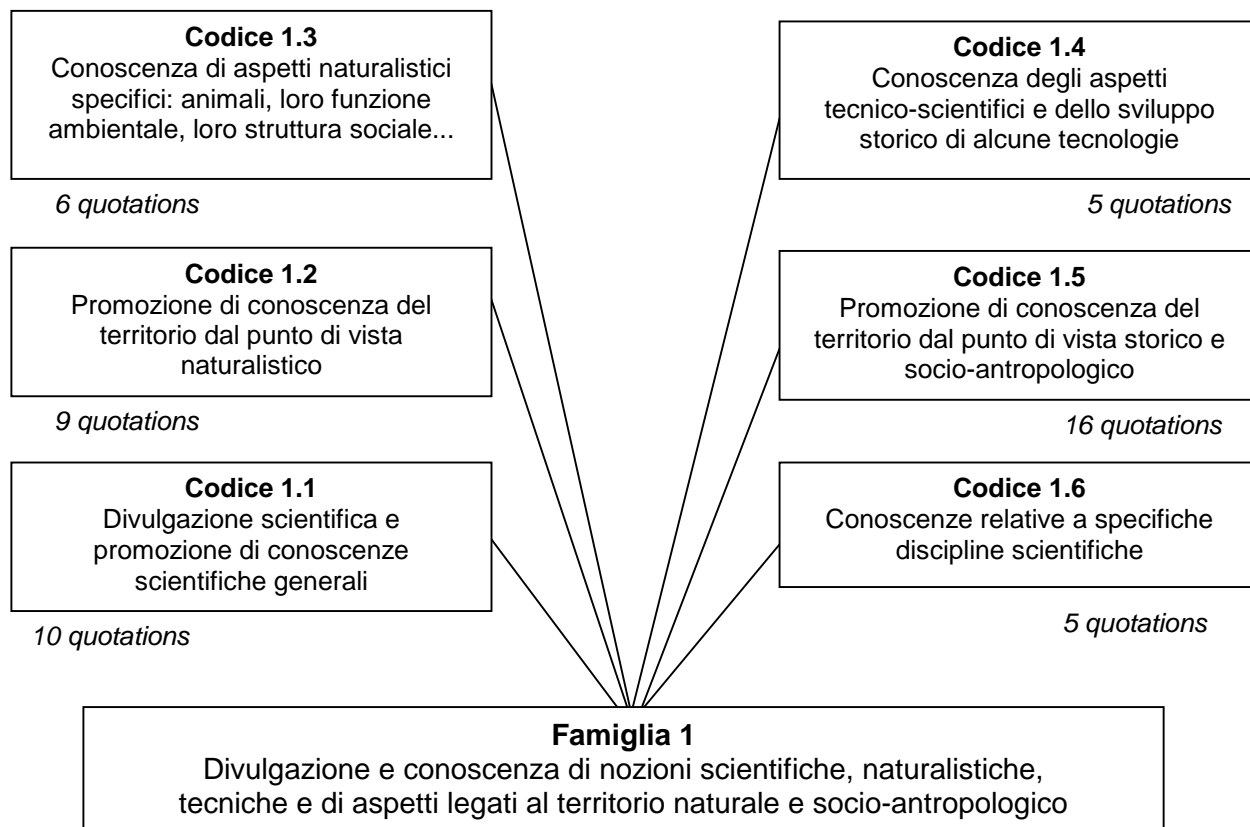 Codice 1.3
Conoscenza di aspetti naturalistici
specifici: animali, loro funzione
ambientale, loro struttura sociale...
6 quotations
Codice 1.2
Promozione di conoscenza del
territorio dal punto di vista
naturalistico
9 quotations
Codice 1.1
Divulgazione scientifica e
promozione di conoscenze
scientifiche generali
10 quotations
Codice 1.4
Conoscenza degli aspetti
tecnico-scientifici e dello sviluppo
storico di alcune tecnologie
5 quotations
Codice 1.5
Promozione di conoscenza del
territorio dal punto di vista storico e
socio-antropologico
16 quotations
Codice 1.6
Conoscenze relative a specifiche
discipline scientifiche
5 quotations
Famiglia 1
Divulgazione e conoscenza di nozioni scientifiche, naturalistiche,
tecniche e di aspetti legati al territorio naturale e socio-antropologico